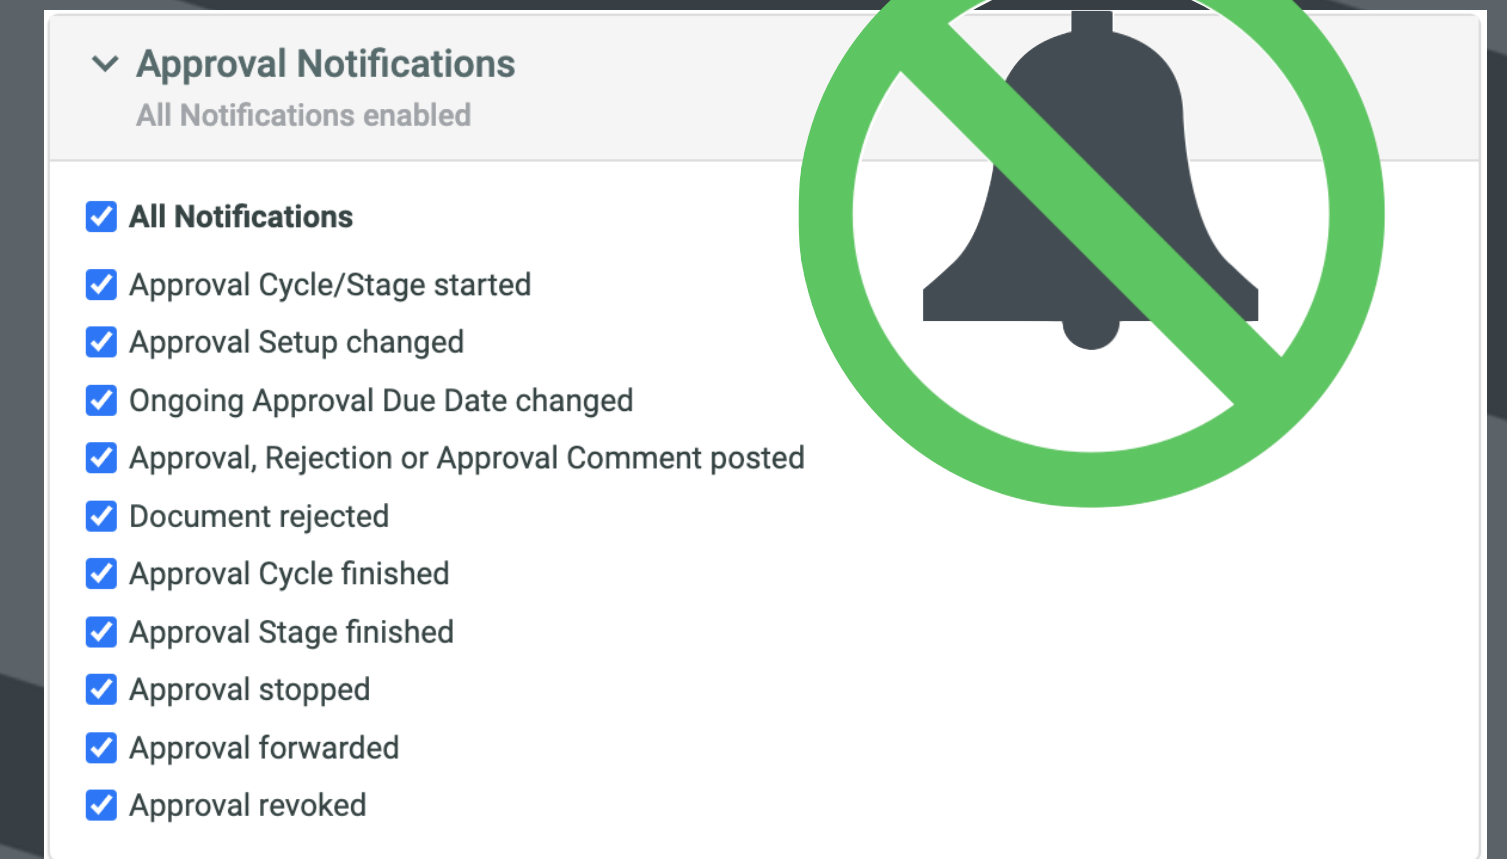 Approval Notifications
All Notifications enabled
All Notifications
Approval Cycle/Stage started
Approval Setup changed
Ongoing Approval Due Date changed
Approval, Rejection or Approval Comment posted
Document rejected
Approval Cycle finished
Approval Stage finished
Approval stopped
Approval forwarded
Approval revoked